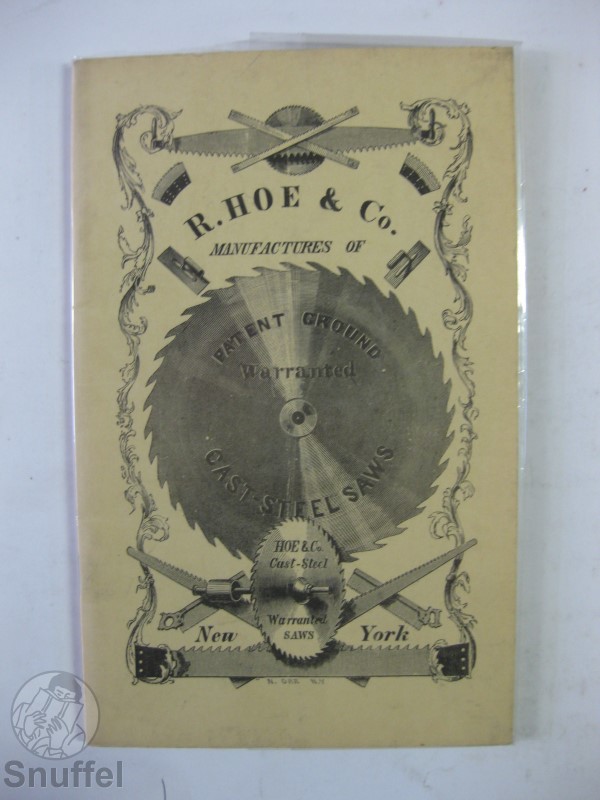 R. HOE & Co.
MANUFACTURES OF
PATENT GROUND
Warranted
CAST-STEEL SAWS
HOE & Co.
Cast-Steel
Warranted
SAWS
New York
Snuffel